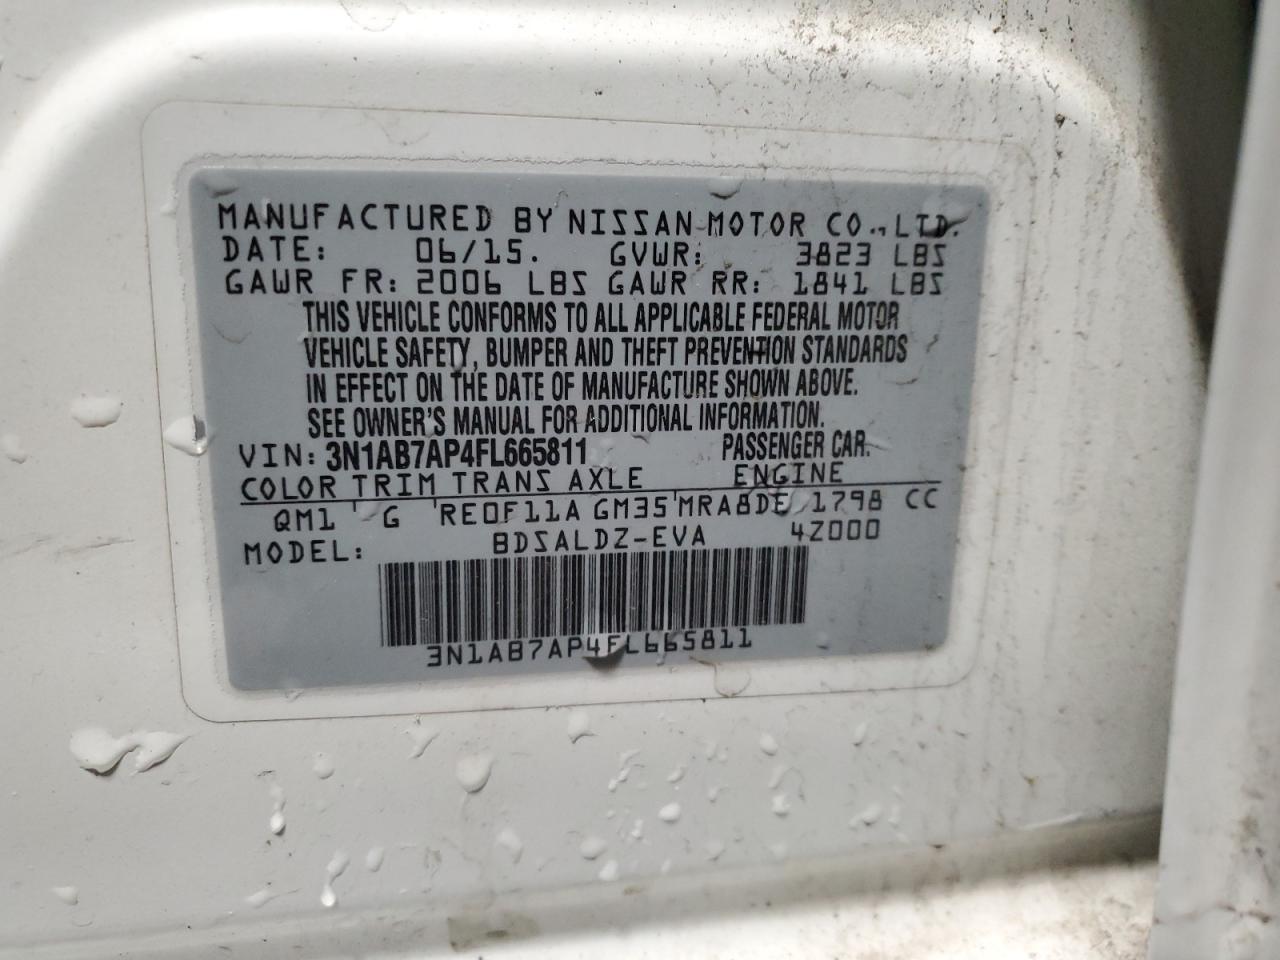 MANUFACTURED BY NISSAN MOTOR CO., LTD.
DATE: 06/15. GVWR: 3823 LBS
GAWR FR: 2006 LBS GAWR RR: 1841 LBS
THIS VEHICLE CONFORMS TO ALL APPLICABLE FEDERAL MOTOR
VEHICLE SAFETY, BUMPER AND THEFT PREVENTION STANDARDS
IN EFFECT ON THE DATE OF MANUFACTURE SHOWN ABOVE.
SEE OWNER'S MANUAL FOR ADDITIONAL INFORMATION.
VIN: 3N1AB7AP4FL665811 PASSENGER CAR.
COLOR TRIM TRANS AXLE ENGINE
QM1 ' G 'RE0F11A GM35'MRA8DE 1798 CC
MODEL: BDSALDZ-EVA 4Z000
3N1AB7AP4FL665811